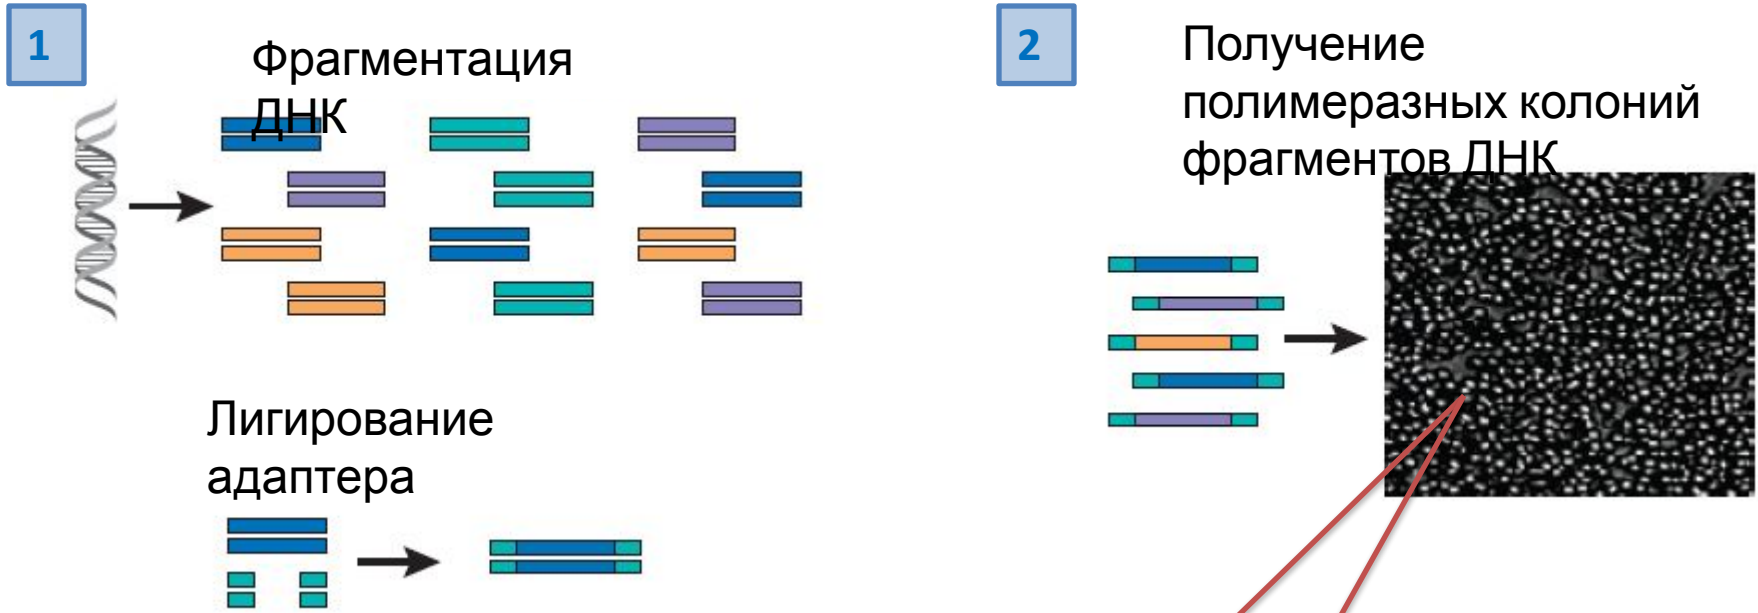 1
Фрагментация
ДНК
Лигирование
адаптера
2
Получение
полимеразных колоний
фрагментов ДНК